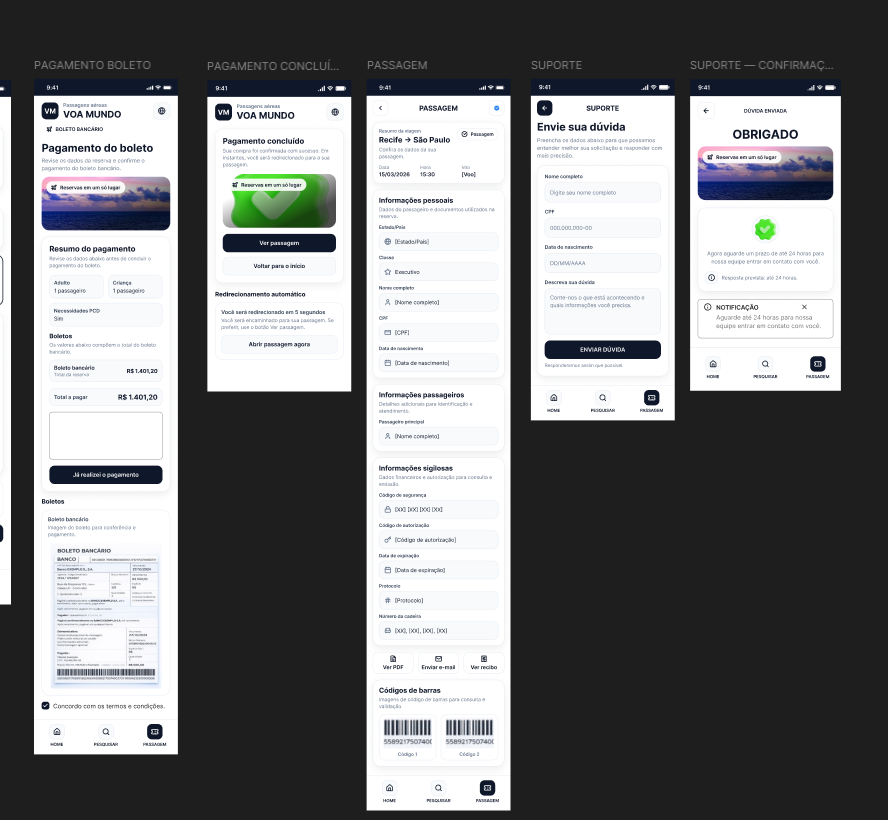 PAGAMENTO BOLETO
9:41
VM
Passagens aéreas
VOA MUNDO
BOLETO BANCÁRIO
Pagamento do boleto
Revise os dados da reserva e confirme o
pagamento do boleto bancário.
Reservas em um só lugar
Resumo do pagamento
Revise os dados abaixo antes de concluir o
pagamento do boleto.
Adulto
1 passageiro
Criança
1 passageiro
Necessidades PCD
Sim
Boletos
Os valores abaixo compõem o total do boleto
bancário.
Boleto bancário
Total da reserva
R$ 1.401,20
Total a pagar
R$ 1.401,20
Já realizei o pagamento
Boletos
Boleto bancário
Imagem do boleto para conferência e
pagamento.
BOLETO BANCÁRIO
BANCO
Concordo com os termos e condições.
HOME
PESQUISAR
PASSAGEM
PAGAMENTO CONCLUÍ...
9:41
VM
Passagens aéreas
VOA MUNDO
Pagamento concluído
Sua compra foi confirmada com sucesso. Em
instantes, você será redirecionado para a sua
passagem.
Reservas em um só lugar
Ver passagem
Voltar para o início
Redirecionamento automático
Você será redirecionado em 5 segundos
Você será encaminhado para sua passagem. Se
preferir, use o botão Ver passagem.
Abrir passagem agora
PASSAGEM
9:41
PASSAGEM
Resumo da viagem
Recife → São Paulo
Confira os dados da sua
passagem.
Passagem
Data
15/03/2026
Hora
15:30
Voo
[Voo]
Informações pessoais
Dados do passageiro e documentos utilizados na
reserva.
Estado/País
[Estado/País]
Classe
Executivo
Nome completo
[Nome completo]
CPF
[CPF]
Data de nascimento
[Data de nascimento]
Informações passageiros
Detalhes adicionais para identificação e
atendimento.
Passageiro principal
[Nome completo]
Informações sigilosas
Dados financeiros e autorização para consulta e
emissão.
Código de segurança
[XX] [XX] [XX] [XX]
Código de autorização
[Código de autorização]
Data de expiração
[Data de expiração]
Protocolo
[Protocolo]
Número da cadeira
[XX], [XX], [XX], [XX]
Ver PDF
Enviar e-mail
Ver recibo
Códigos de barras
Imagens de código de barras para consulta e
validação.
Código 1
Código 2
HOME
PESQUISAR
PASSAGEM
SUPORTE
9:41
SUPORTE
Envie sua dúvida
Preencha os dados abaixo para que possamos
entender melhor sua solicitação e responder com
mais precisão.
Nome completo
Digite seu nome completo
CPF
000.000.000-00
Data de nascimento
DD/MM/AAAA
Descreva sua dúvida
Conte-nos o que está acontecendo e
quais informações você precisa.
ENVIAR DÚVIDA
Responderemos assim que possível.
HOME
PESQUISAR
PASSAGEM
SUPORTE — CONFIRMAÇ...
9:41
DÚVIDA ENVIADA
OBRIGADO
Reservas em um só lugar
Agora aguarde um prazo de até 24 horas para
nossa equipe entrar em contato com você.
Resposta prevista: até 24 horas.
NOTIFICAÇÃO
Aguarde até 24 horas para nossa
equipe entrar em contato com você.
HOME
PESQUISAR
PASSAGEM